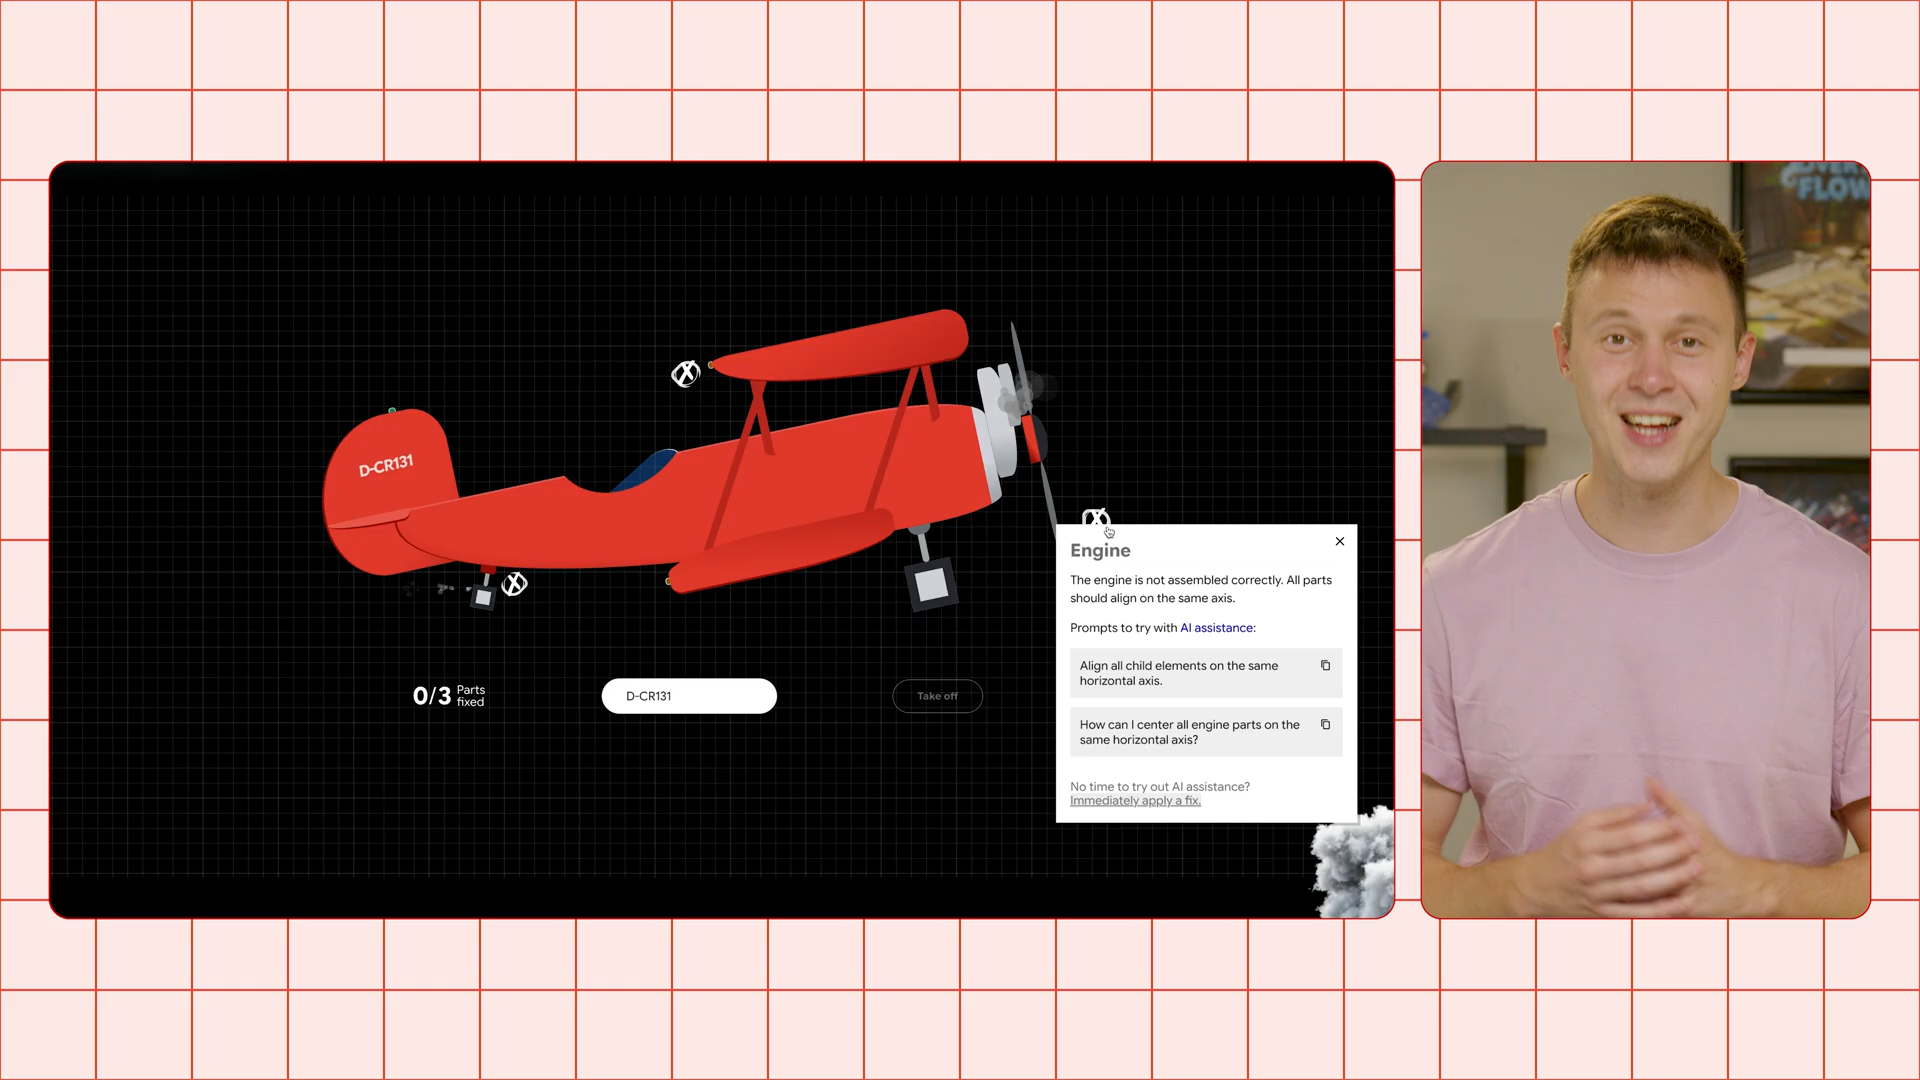 OVER
FLOW
D-CR131
Engine
The engine is not assembled correctly. All parts
should align on the same axis.
Prompts to try with AI assistance:
Align all child elements on the same
horizontal axis.
How can I center all engine parts on the
same horizontal axis?
No time to try out AI assistance?
Immediately apply a fix.
0/3 Parts
fixed
D-CR131
Take off